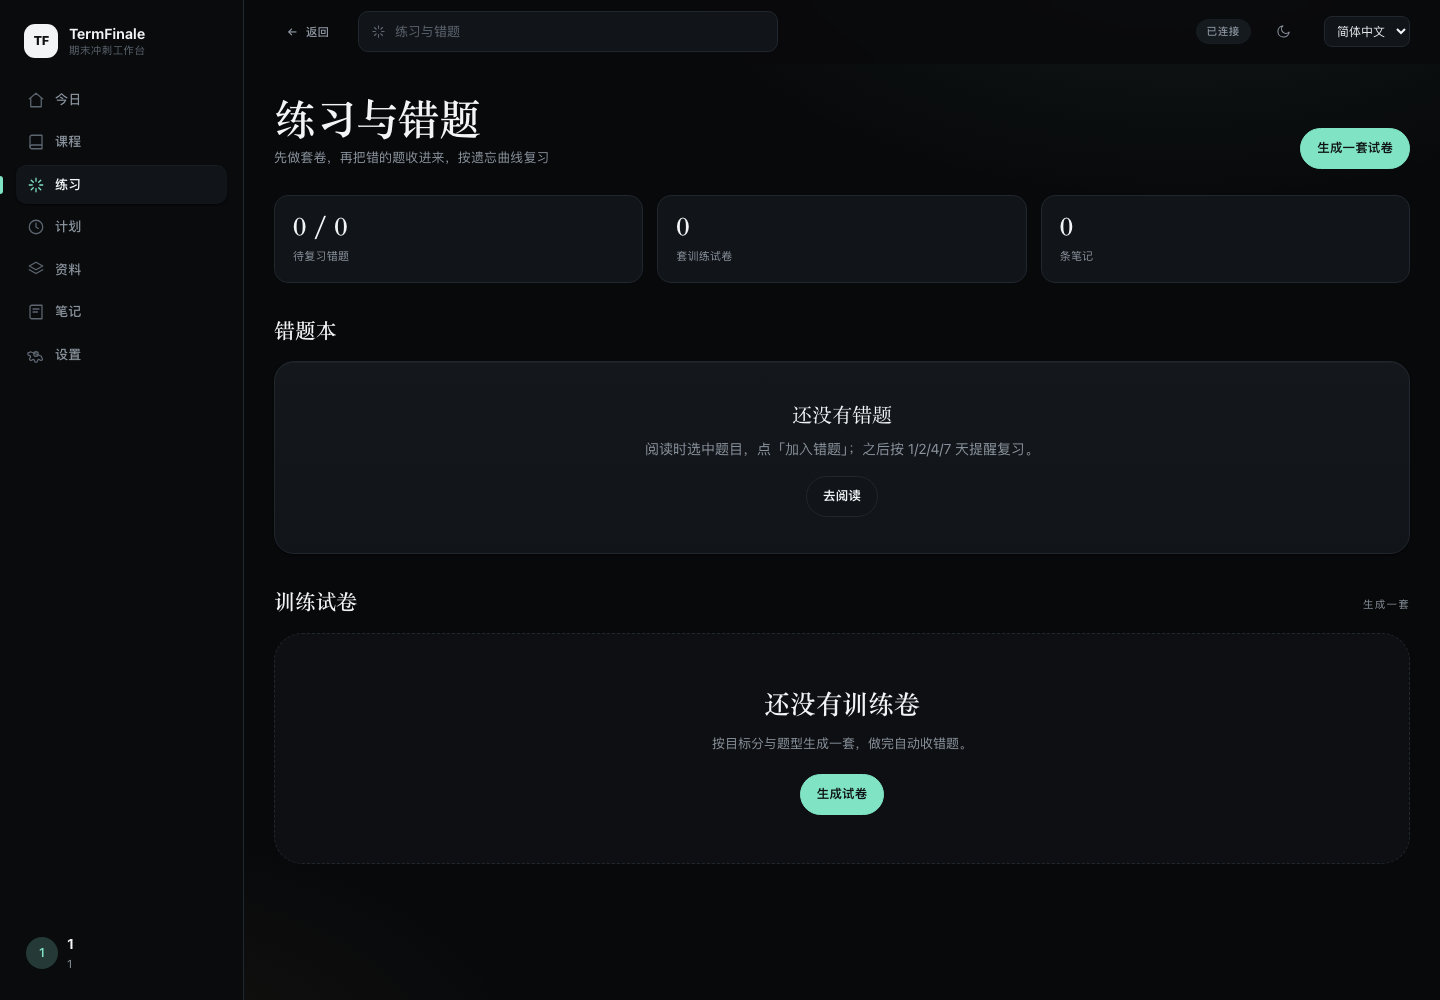 TF
TermFinale
期末冲刺工作台
今日
课程
练习
计划
资料
笔记
设置
1
1
1
返回
练习与错题
已连接
简体中文
练习与错题
先做套卷，再把错的题收进来，按遗忘曲线复习
生成一套试卷
0 / 0
待复习错题
0
套训练试卷
0
条笔记
错题本
还没有错题
阅读时选中题目，点「加入错题」；之后按 1/2/4/7 天提醒复习。
去阅读
训练试卷
生成一套
还没有训练卷
按目标分与题型生成一套，做完自动收错题。
生成试卷